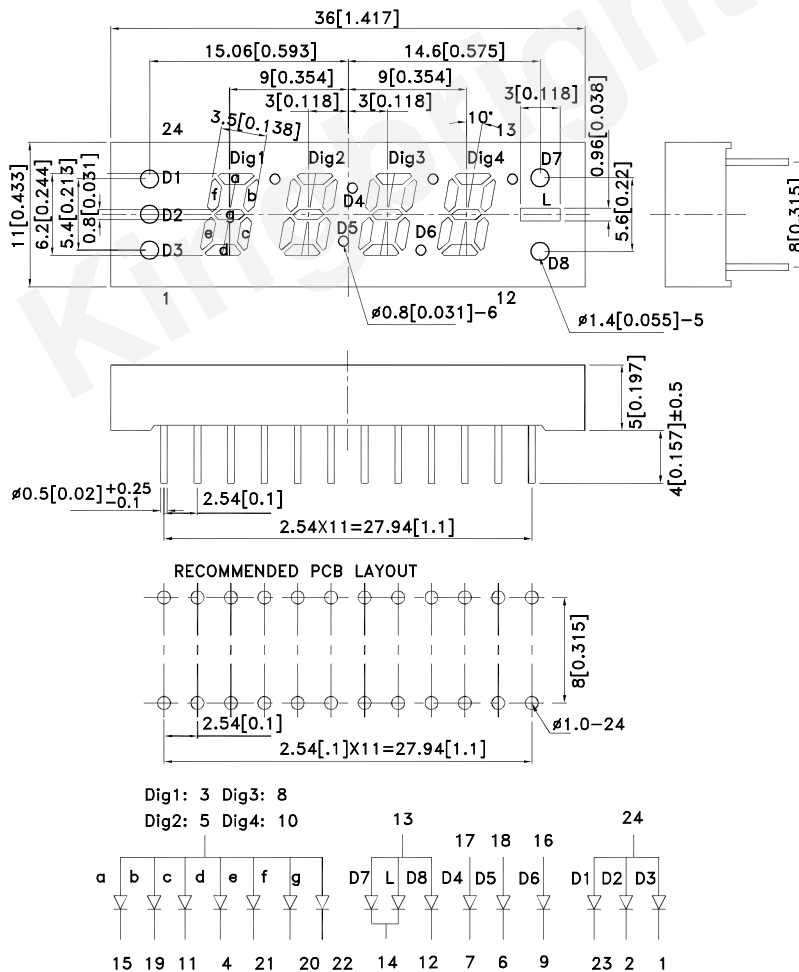 36[1.417]
15.06[0.593] 14.6[0.575]
9[0.354] 9[0.354]
3[0.118] 3[0.118] 3[0.118]
3.5[0.138] 10° 0.96[0.038]
24 13
Dig1 Dig2 Dig3 Dig4 D7
D1 a
f b D4 L
D2 g
e c D5 D6
D3 d D8
11[0.433]
6.2[0.244]
5.4[0.213]
0.8[0.031]
5.6[0.22]
8[0.315]
1 12
ø0.8[0.031]-6 ø1.4[0.055]-5
Kingbright
5[0.197]
4[0.157]±0.5
ø0.5[0.02]+0.25 -0.1 2.54[0.1]
2.54X11=27.94[1.1]
RECOMMENDED PCB LAYOUT
8[0.315]
2.54[0.1] ø1.0-24
2.54[.1]X11=27.94[1.1]
Dig1: 3 Dig3: 8
Dig2: 5 Dig4: 10 13 24
17 18 16
a b c d e f g D7 L D8 D4 D5 D6 D1 D2 D3
15 19 11 4 21 20 22 14 12 7 6 9 23 2 1